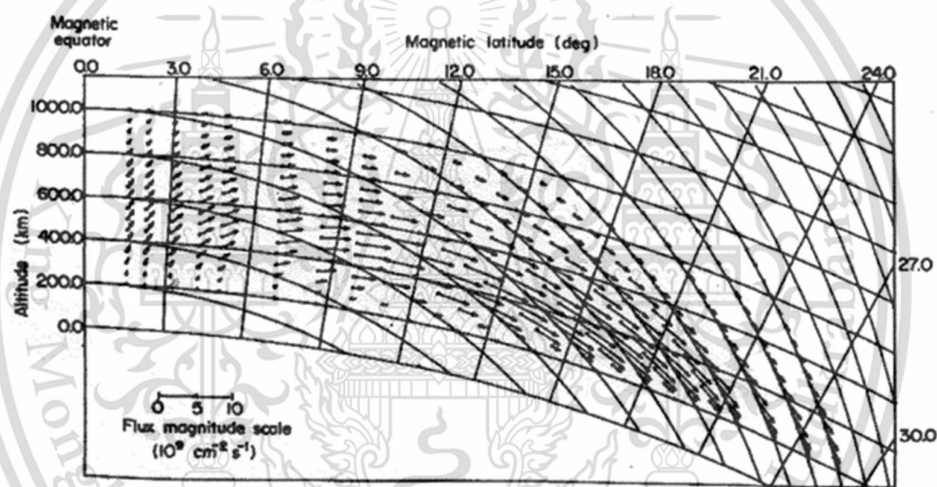 Magnetic
equator
Magnetic latitude (deg)
0.0 3.0 6.0 9.0 12.0 15.0 18.0 21.0 24.0
1000.0
800.0
600.0
400.0
200.0
0.0
Altitude (km)
27.0
30.0
0 5 10
Flux magnitude scale
(10⁹ cm⁻² s⁻¹)